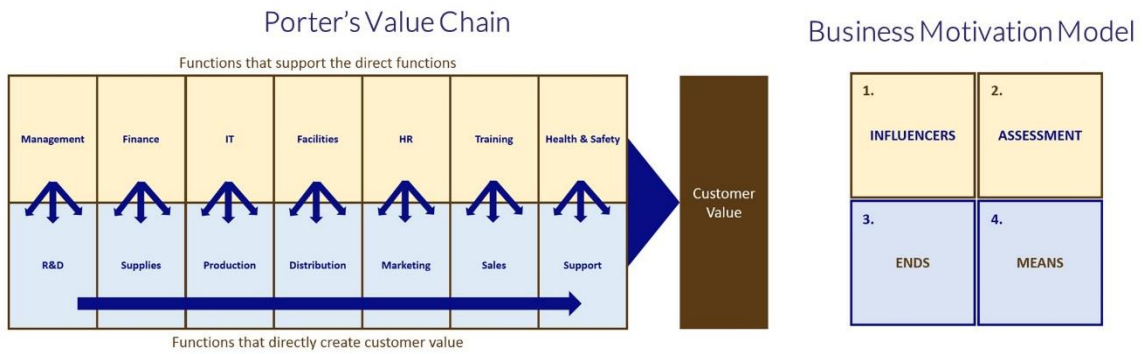 Porter's Value Chain
Functions that support the direct functions
Management
Finance
IT
Facilities
HR
Training
Health & Safety
R&D
Supplies
Production
Distribution
Marketing
Sales
Support
Functions that directly create customer value
Customer
Value
Business Motivation Model
1.
INFLUENCERS
2.
ASSESSMENT
3.
ENDS
4.
MEANS